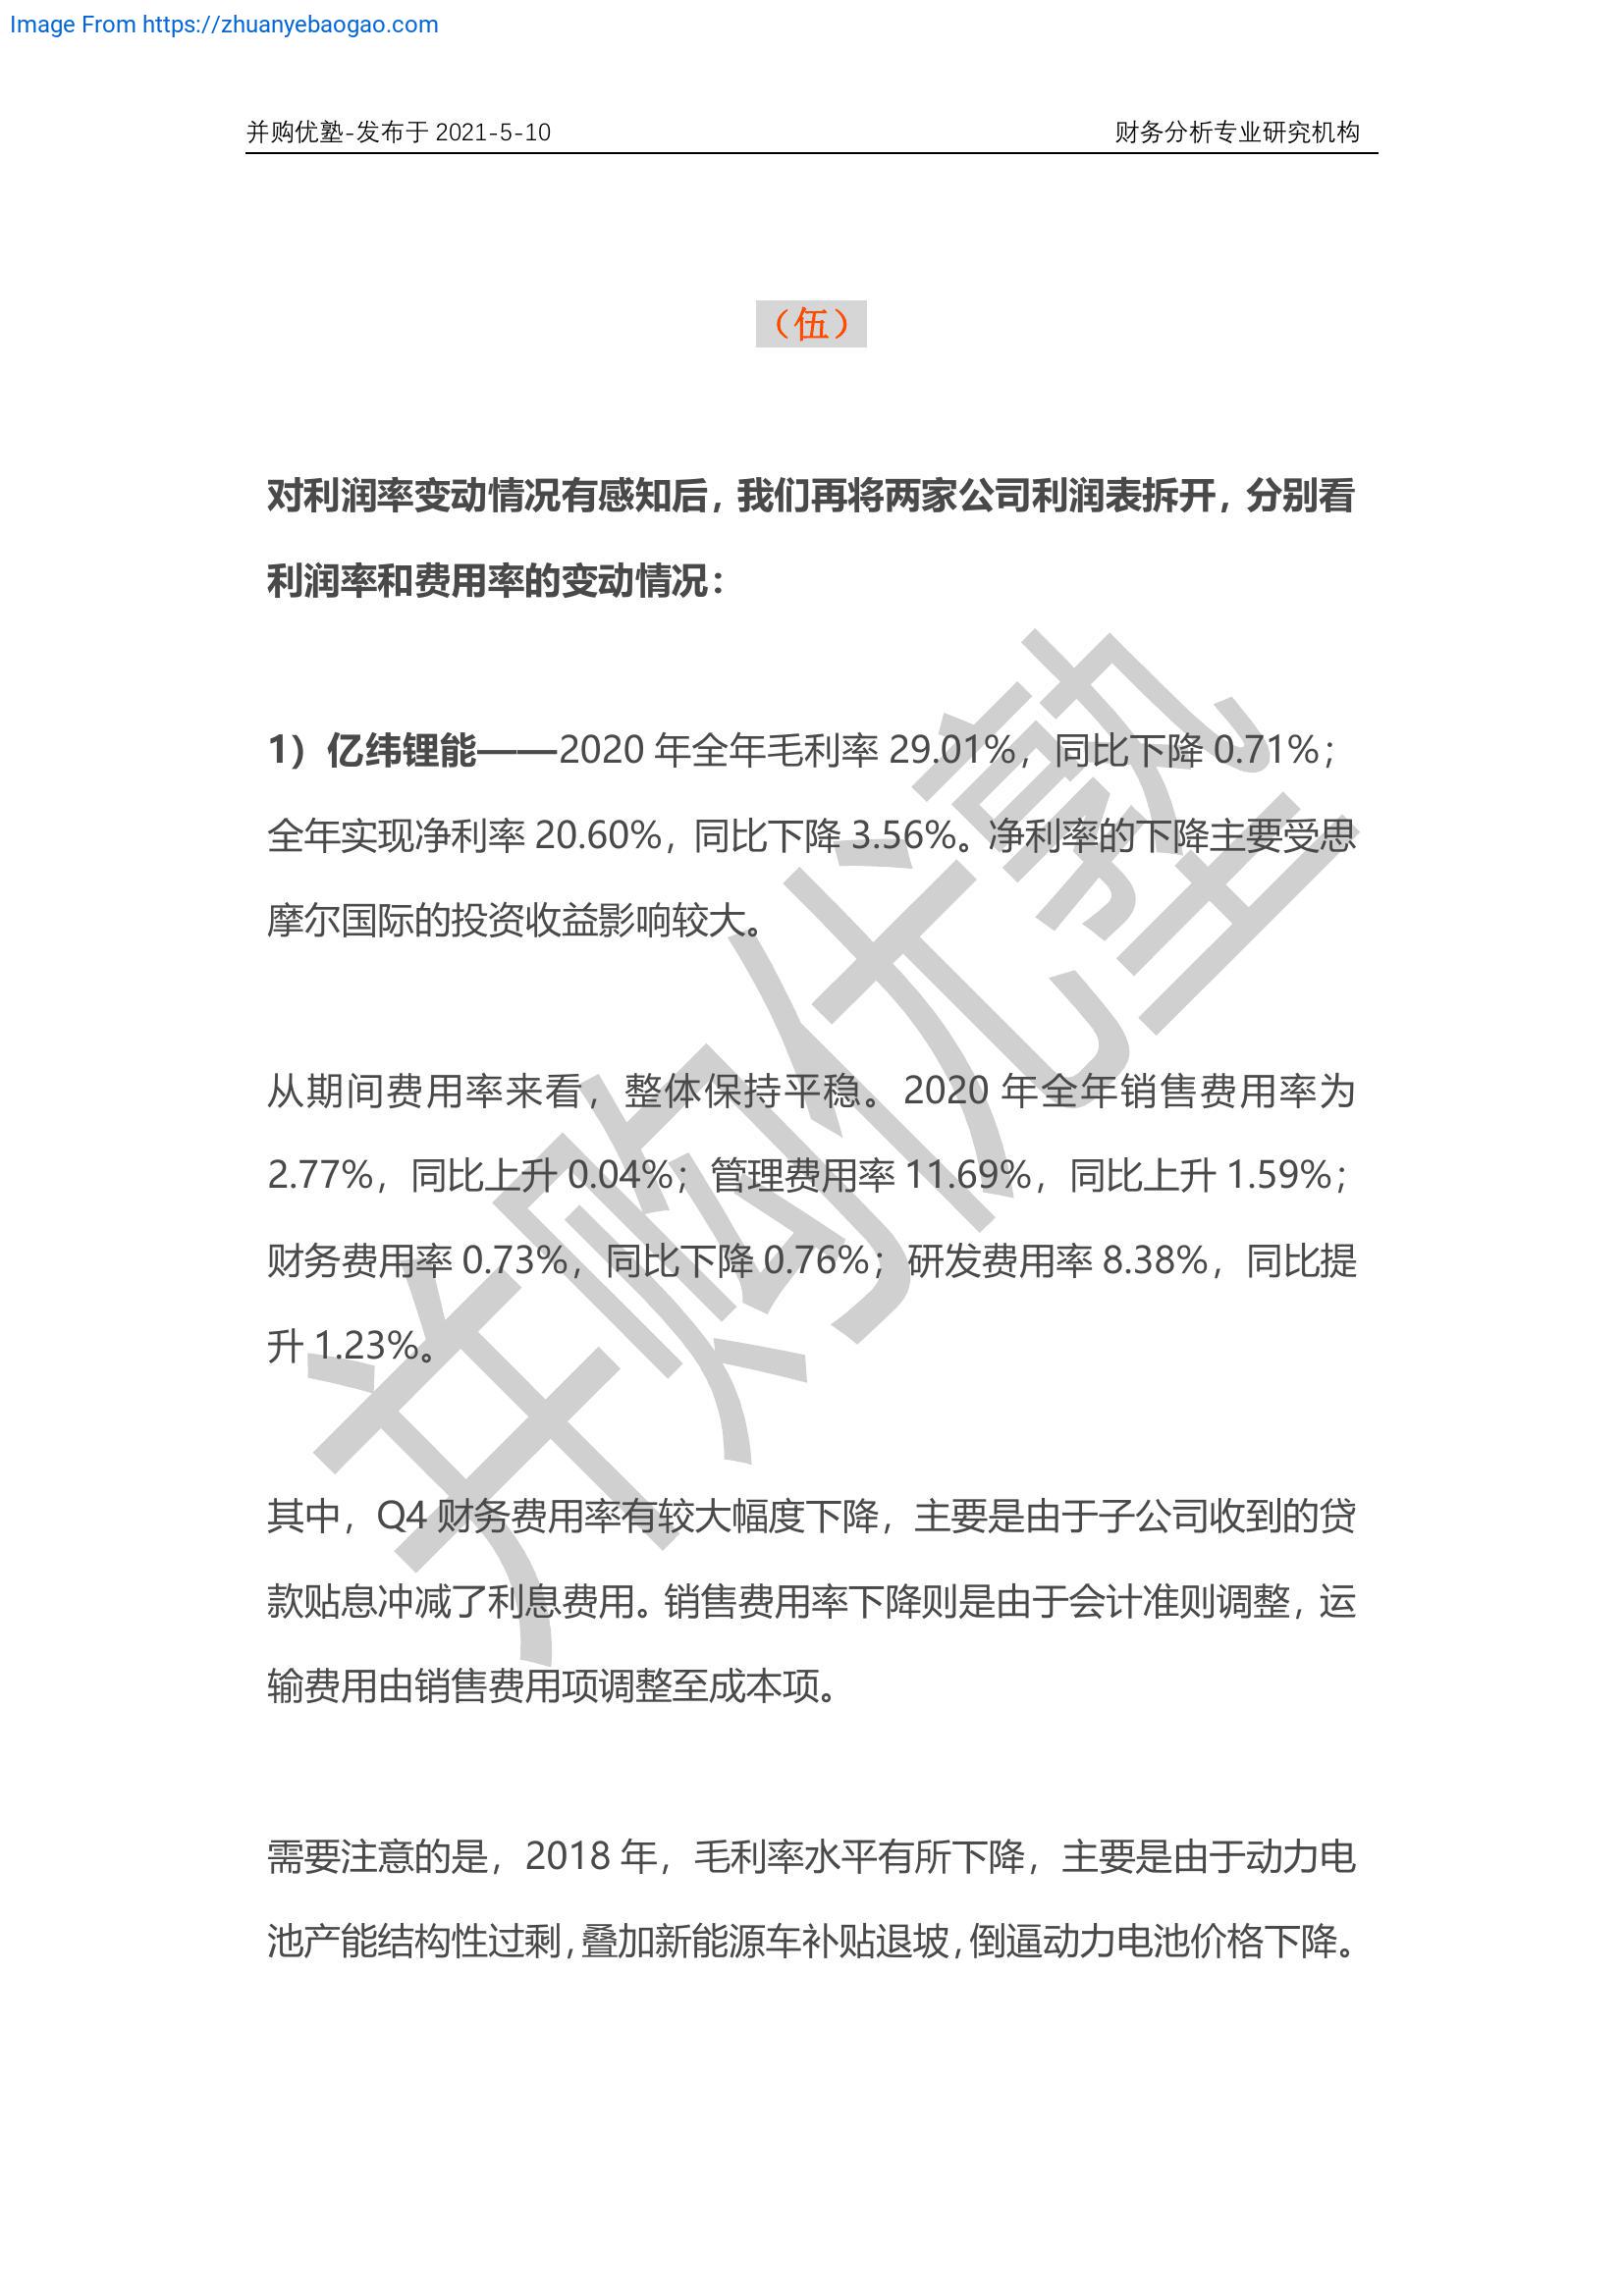 Image From https://zhuanyebaogao.com
并购优塾-发布于 2021-5-10 财务分析专业研究机构
（伍）
对利润率变动情况有感知后，我们再将两家公司利润表拆开，分别看
利润率和费用率的变动情况：
1）亿纬锂能——2020 年全年毛利率 29.01%，同比下降 0.71%；
全年实现净利率 20.60%，同比下降 3.56%。净利率的下降主要受思
摩尔国际的投资收益影响较大。
从期间费用率来看，整体保持平稳。2020 年全年销售费用率为
2.77%，同比上升 0.04%；管理费用率 11.69%，同比上升 1.59%；
财务费用率 0.73%，同比下降 0.76%；研发费用率 8.38%，同比提
升 1.23%。
其中，Q4 财务费用率有较大幅度下降，主要是由于子公司收到的贷
款贴息冲减了利息费用。销售费用率下降则是由于会计准则调整，运
输费用由销售费用项调整至成本项。
需要注意的是，2018 年，毛利率水平有所下降，主要是由于动力电
池产能结构性过剩，叠加新能源车补贴退坡，倒逼动力电池价格下降。
并购优塾